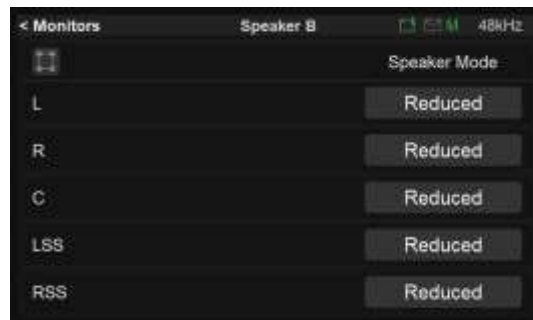 < Monitors Speaker B M 48kHz
Speaker Mode
L Reduced
R Reduced
C Reduced
LSS Reduced
RSS Reduced